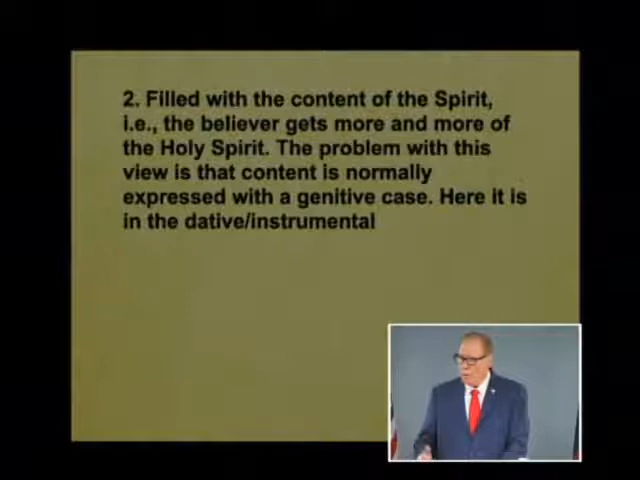 2. Filled with the content of the Spirit,
i.e., the believer gets more and more of
the Holy Spirit. The problem with this
view is that content is normally
expressed with a genitive case. Here it is
in the dative/instrumental